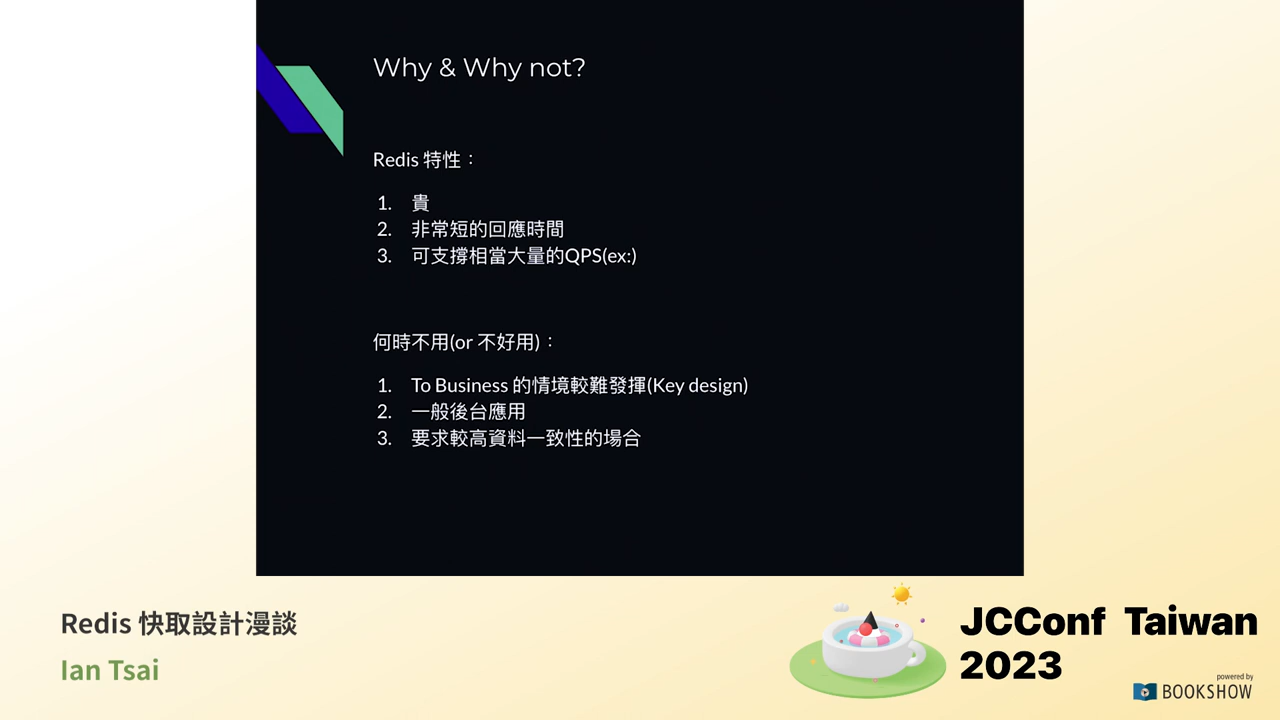 Why & Why not?
Redis 特性：
1. 貴
2. 非常短的回應時間
3. 可支撐相當大量的QPS(ex:)
何時不用(or 不好用)：
1. To Business 的情境較難發揮(Key design)
2. 一般後台應用
3. 要求較高資料一致性的場合
Redis 快取設計漫談
Ian Tsai
JCConf Taiwan
2023
powered by
BOOKSHOW